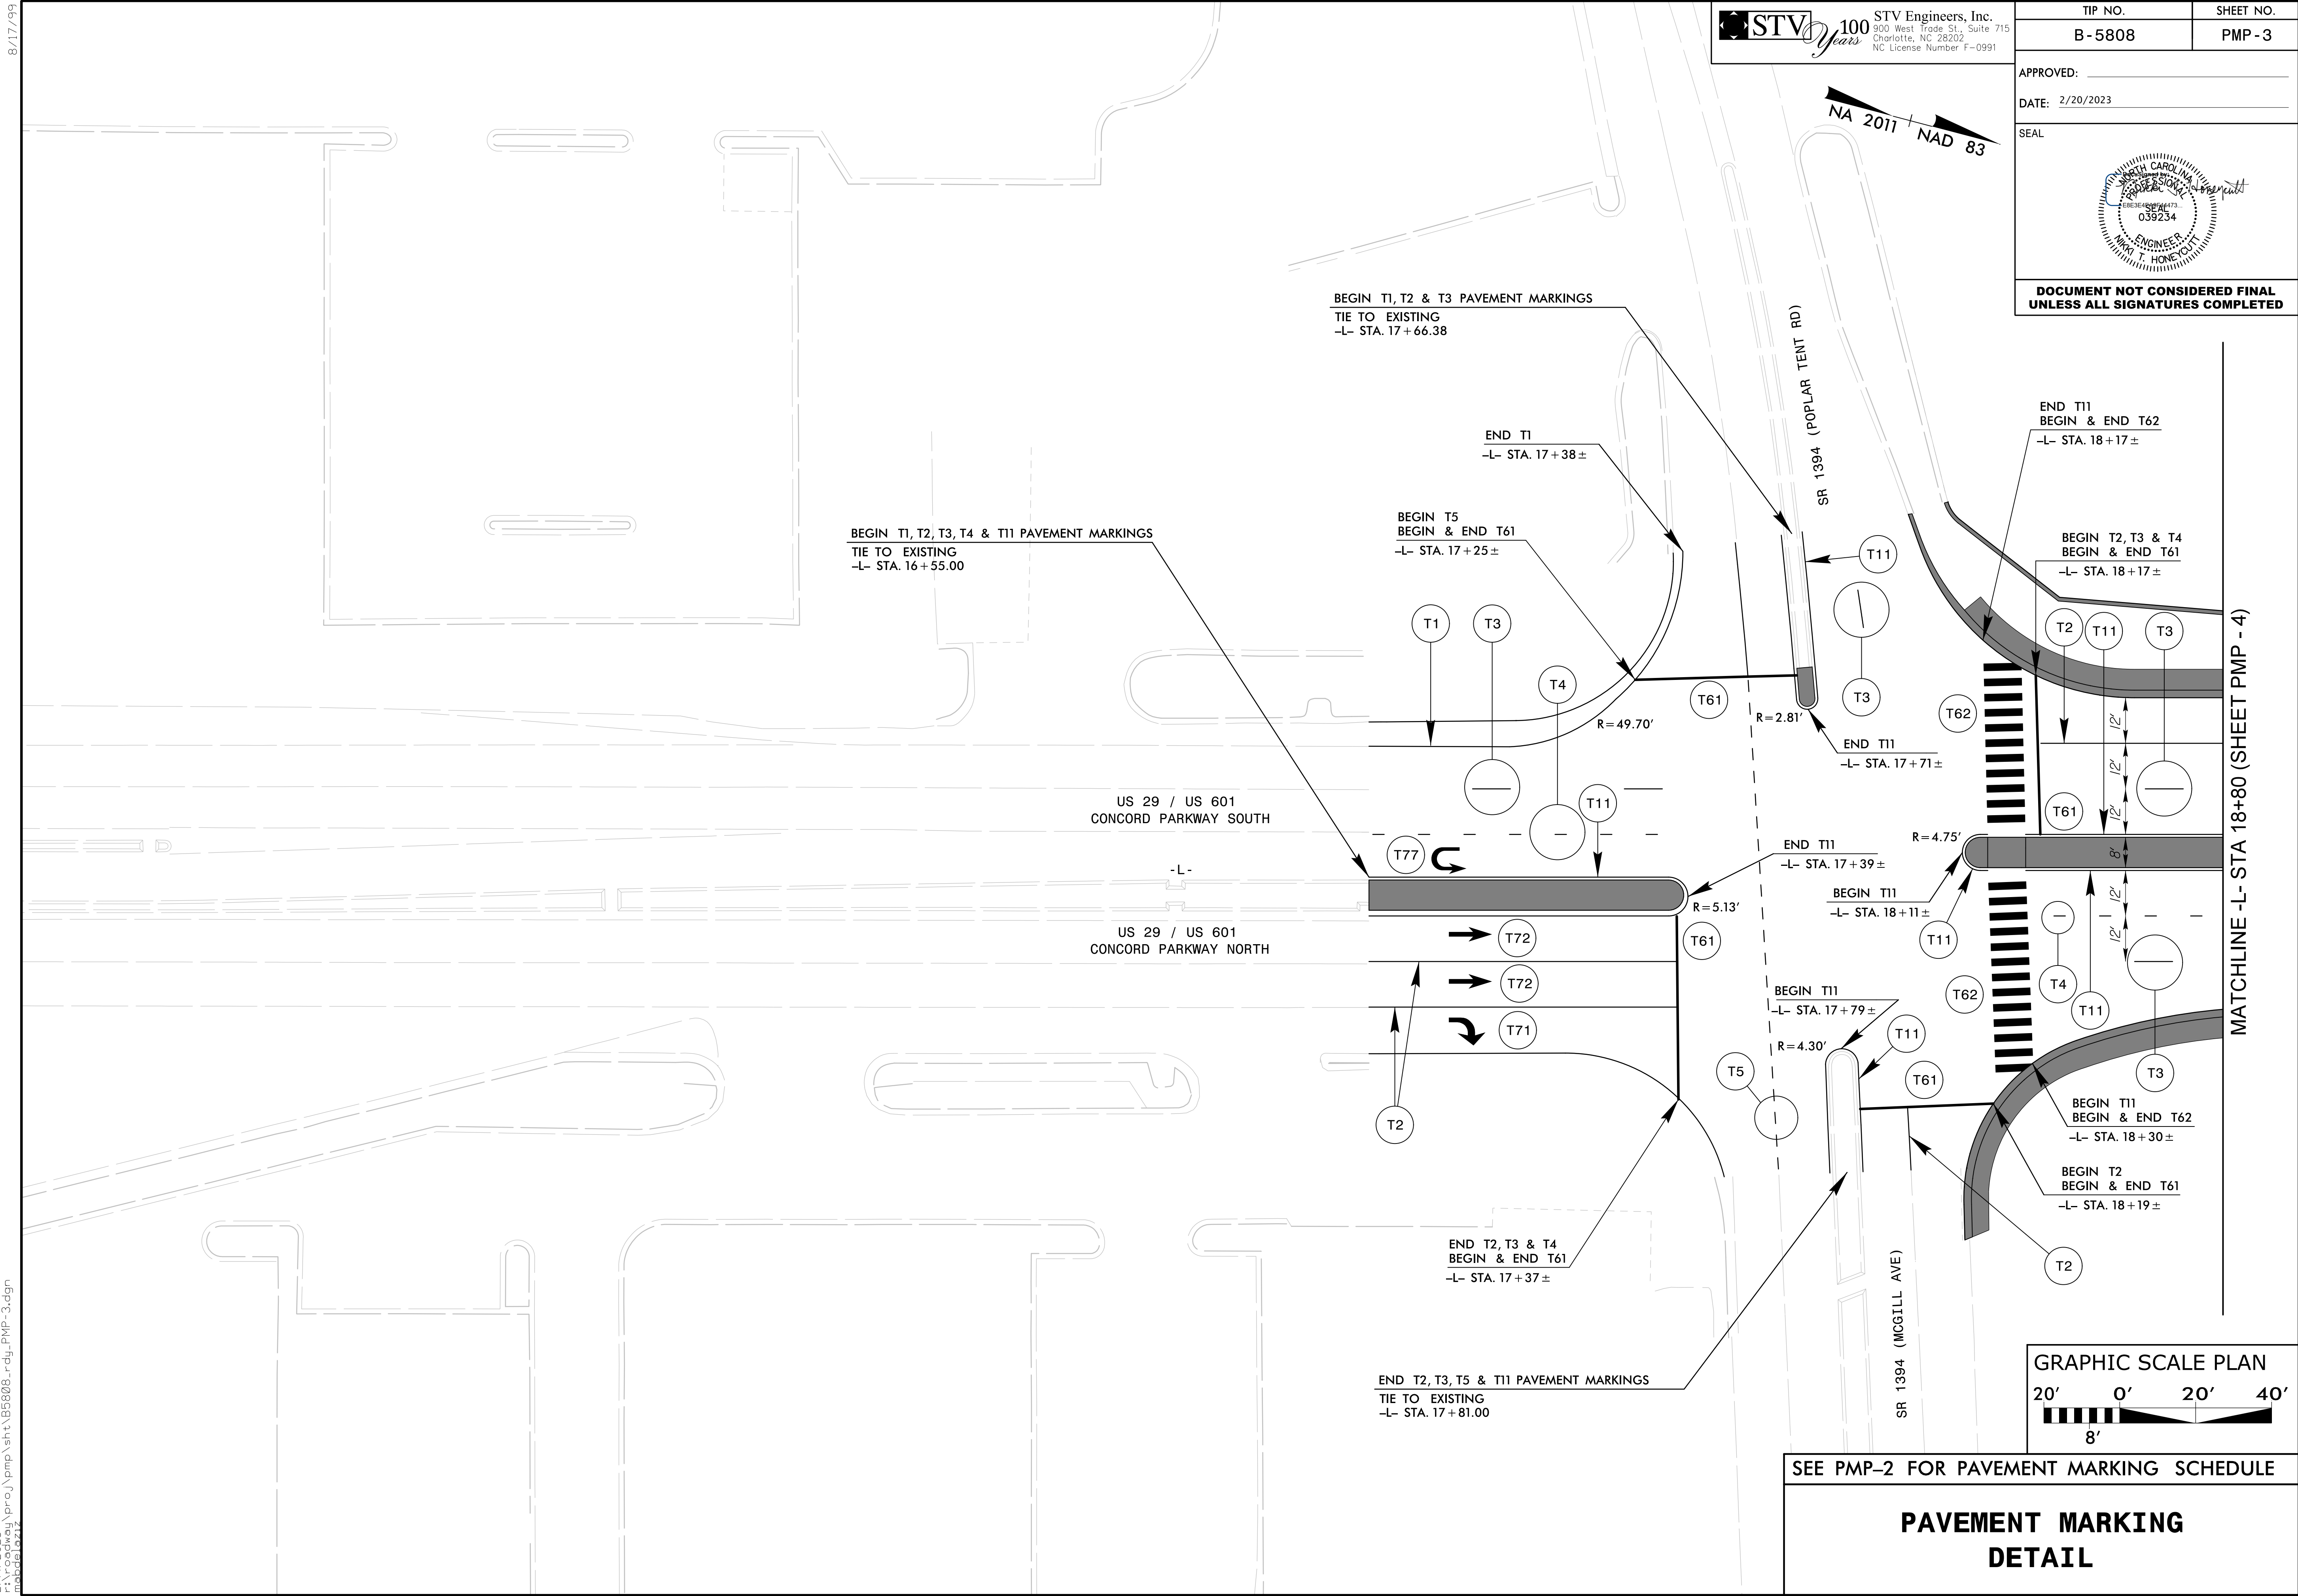 8/17/99
STV 100 Years
STV Engineers, Inc.
900 West Trade St., Suite 715
Charlotte, NC 28202
NC License Number F-0991
TIP NO.
SHEET NO.
B-5808
PMP-3
APPROVED:
DATE: 2/20/2023
SEAL
NORTH CAROLINA
PROFESSIONAL
SEAL
039234
ENGINEER
NIKKI T. HONEYCUTT
DOCUMENT NOT CONSIDERED FINAL
UNLESS ALL SIGNATURES COMPLETED
NA 2011 / NAD 83
BEGIN T1, T2 & T3 PAVEMENT MARKINGS
TIE TO EXISTING
-L- STA. 17+66.38
SR 1394 (POPLAR TENT RD)
END T11
BEGIN & END T62
-L- STA. 18+17±
END T1
-L- STA. 17+38±
BEGIN T5
BEGIN & END T61
-L- STA. 17+25±
BEGIN T1, T2, T3, T4 & T11 PAVEMENT MARKINGS
TIE TO EXISTING
-L- STA. 16+55.00
BEGIN T2, T3 & T4
BEGIN & END T61
-L- STA. 18+17±
T11
T1
T3
T4
T61
R=49.70'
R=2.81'
T3
T62
T2
T11
T3
12'
12'
12'
8'
12'
12'
END T11
-L- STA. 17+71±
MATCHLINE -L- STA 18+80 (SHEET PMP - 4)
US 29 / US 601
CONCORD PARKWAY SOUTH
T11
T61
T77
END T11
-L- STA. 17+39±
R=4.75'
-L-
R=5.13'
BEGIN T11
-L- STA. 18+11±
US 29 / US 601
CONCORD PARKWAY NORTH
T72
T61
T11
T72
T62
T4
T11
BEGIN T11
-L- STA. 17+79±
T71
T11
R=4.30'
T5
T61
T3
T2
BEGIN T11
BEGIN & END T62
-L- STA. 18+30±
BEGIN T2
BEGIN & END T61
-L- STA. 18+19±
END T2, T3 & T4
BEGIN & END T61
-L- STA. 17+37±
T2
SR 1394 (MCGILL AVE)
END T2, T3, T5 & T11 PAVEMENT MARKINGS
TIE TO EXISTING
-L- STA. 17+81.00
GRAPHIC SCALE PLAN
20' 0' 20' 40'
8'
SEE PMP-2 FOR PAVEMENT MARKING SCHEDULE
PAVEMENT MARKING
DETAIL
r:\roadway\proj\pmp\sht\B5808_rdy_PMP-3.dgn
mabdelaziz